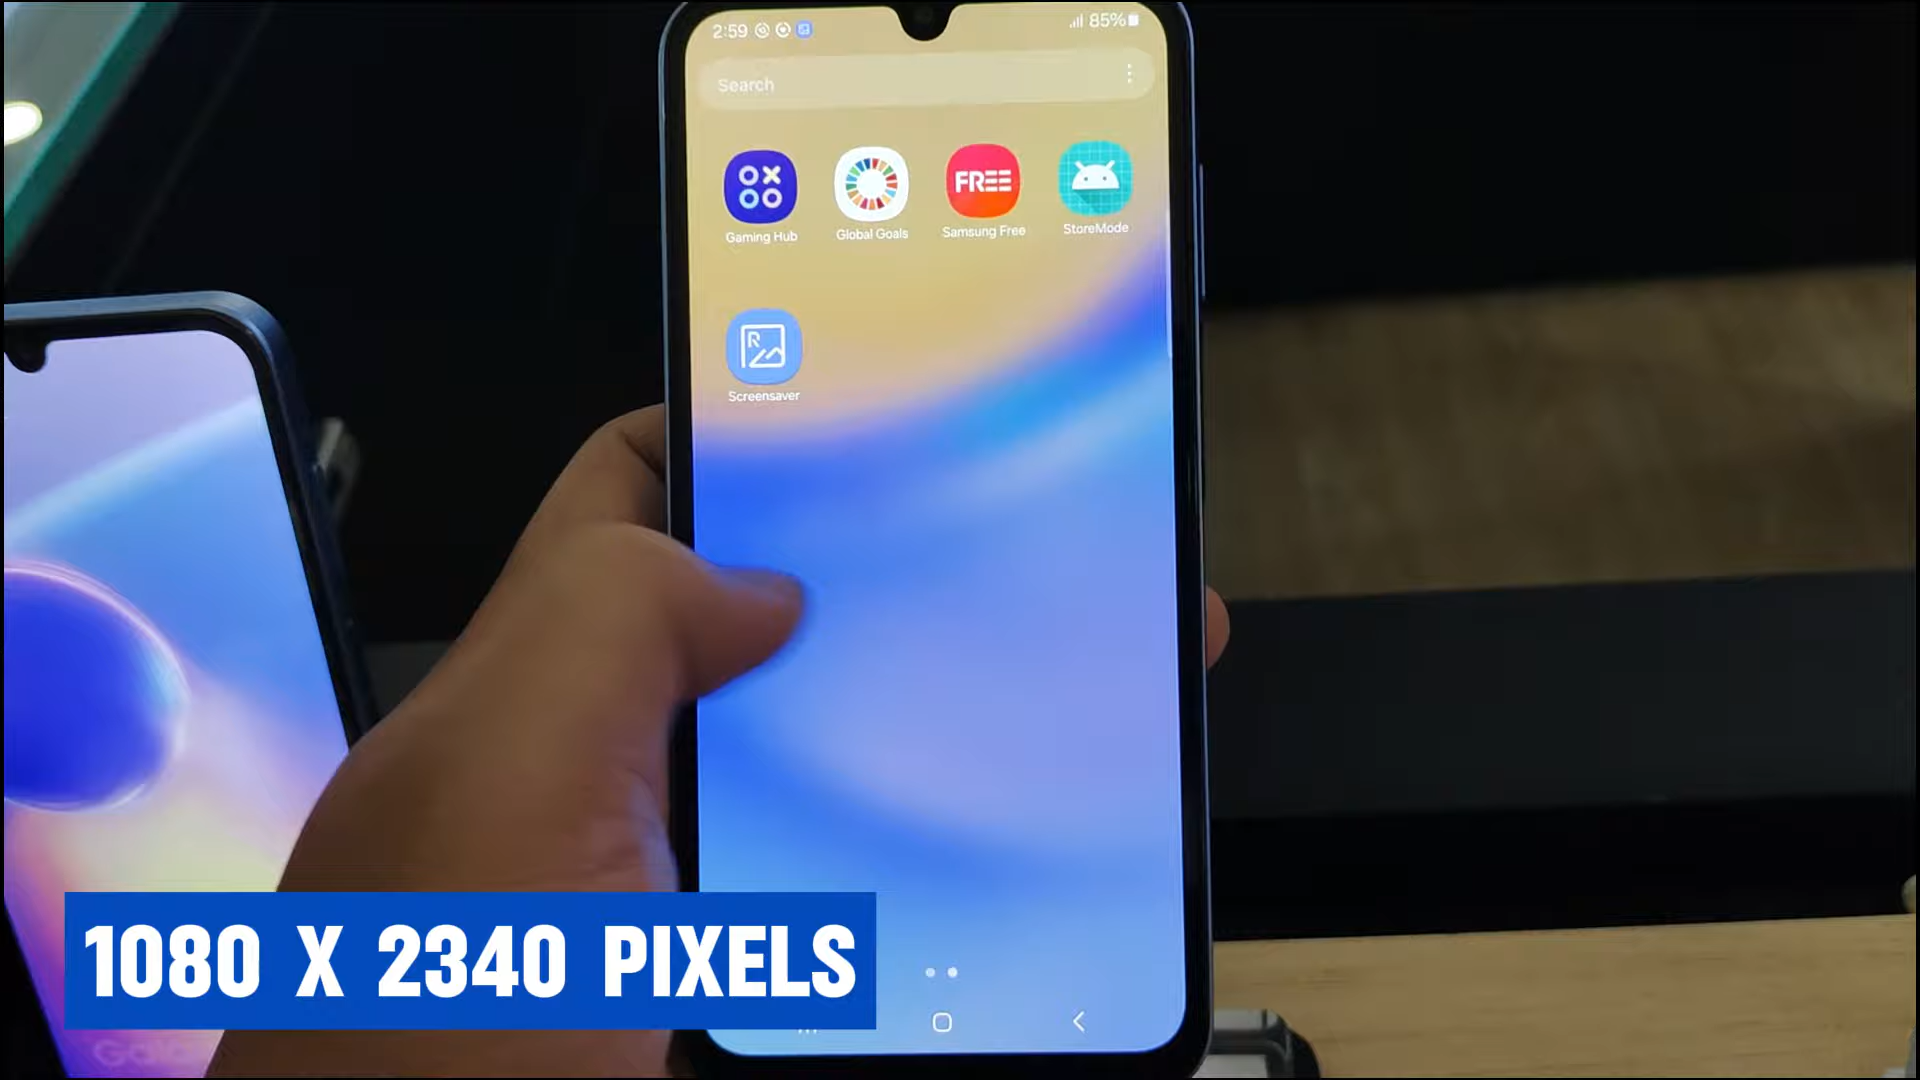 2:59
85%
Search
FREE
Gaming Hub
Global Goals
Samsung Free
StoreMode
R
Screensaver
1080 X 2340 PIXELS